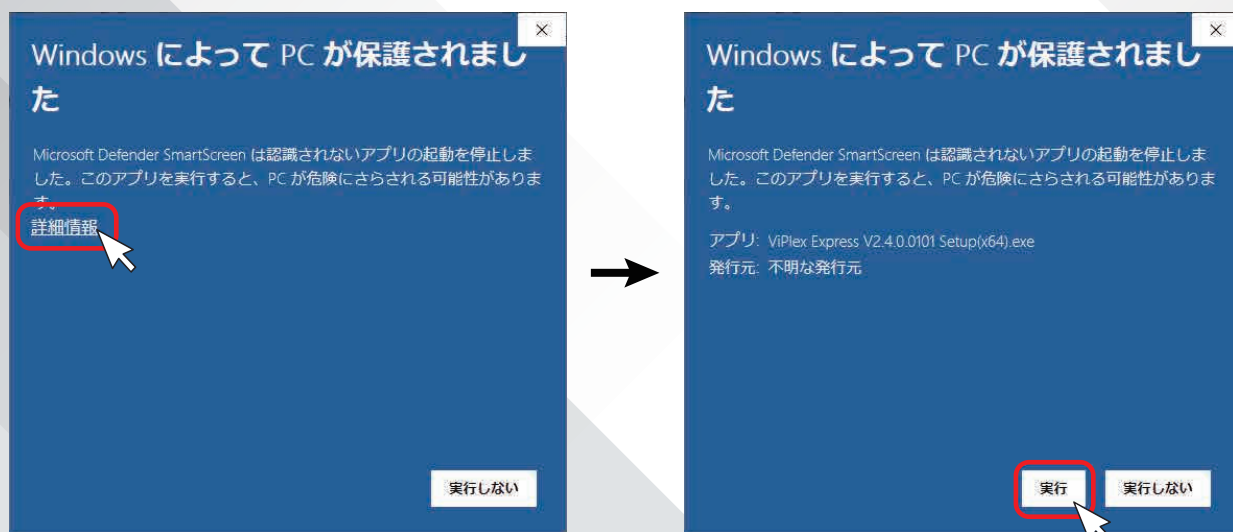 Windows によって PC が保護されまし
た
Microsoft Defender SmartScreen は認識されないアプリの起動を停止しま
した。このアプリを実行すると、PC が危険にさらされる可能性がありま
す。
詳細情報
実行しない
Windows によって PC が保護されまし
た
Microsoft Defender SmartScreen は認識されないアプリの起動を停止しま
した。このアプリを実行すると、PC が危険にさらされる可能性がありま
す。
アプリ: ViPlex Express V2.4.0.0101 Setup(x64).exe
発行元: 不明な発行元
実行 実行しない